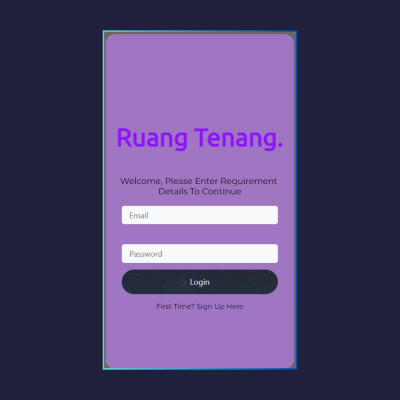 Ruang Tenang.
Welcome, Please Enter Requirement
Details To Continue
Email
Password
Login
First Time? Sign Up Here